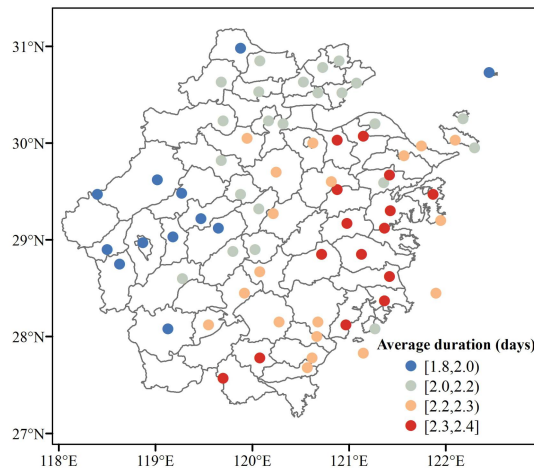 31°N
30°N
29°N
28°N
27°N
118°E 119°E 120°E 121°E 122°E
Average duration (days)
[1.8,2.0)
[2.0,2.2)
[2.2,2.3)
[2.3,2.4]